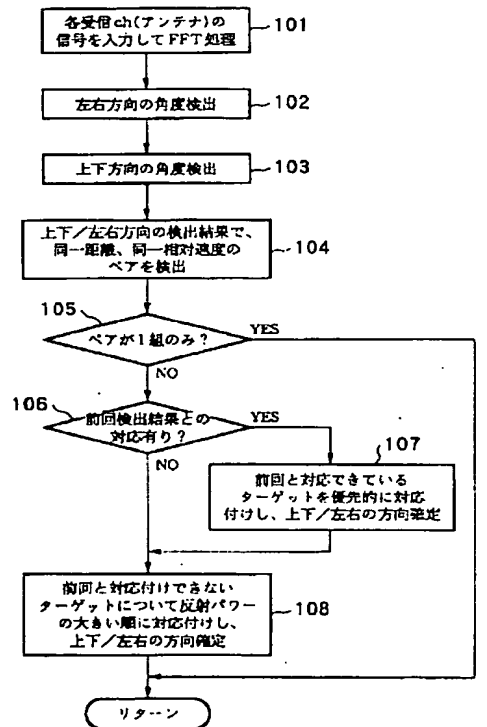 各受信ch(アンテナ)の
信号を入力してFFT処理
101
左右方向の角度検出
102
上下方向の角度検出
103
上下／左右方向の検出結果で、
同一距離、同一相対速度の
ペアを検出
104
105
ペアが1組のみ？
YES
NO
106
前回検出結果との
対応有り？
YES
NO
107
前回と対応できている
ターゲットを優先的に対応
付けし、上下／左右の方向確定
前回と対応付けできない
ターゲットについて反射パワー
の大きい順に対応付けし、
上下／左右の方向確定
108
リターン